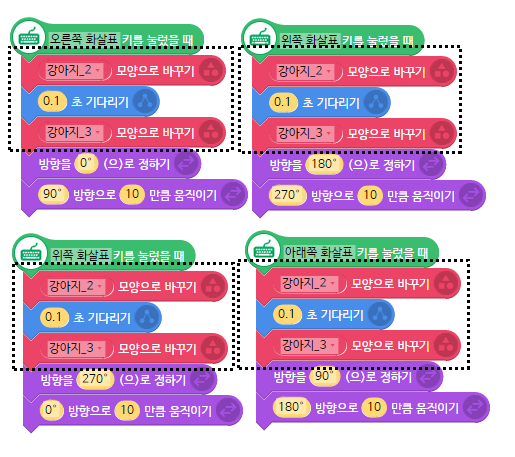 오른쪽 화살표 키를 눌렀을 때
강아지_2 모양으로 바꾸기
0.1 초 기다리기
강아지_3 모양으로 바꾸기
방향을 0° (으)로 정하기
90° 방향으로 10 만큼 움직이기
왼쪽 화살표 키를 눌렀을 때
강아지_2 모양으로 바꾸기
0.1 초 기다리기
강아지_3 모양으로 바꾸기
방향을 180° (으)로 정하기
270° 방향으로 10 만큼 움직이기
위쪽 화살표 키를 눌렀을 때
강아지_2 모양으로 바꾸기
0.1 초 기다리기
강아지_3 모양으로 바꾸기
방향을 270° (으)로 정하기
0° 방향으로 10 만큼 움직이기
아래쪽 화살표 키를 눌렀을 때
강아지_2 모양으로 바꾸기
0.1 초 기다리기
강아지_3 모양으로 바꾸기
방향을 90° (으)로 정하기
180° 방향으로 10 만큼 움직이기